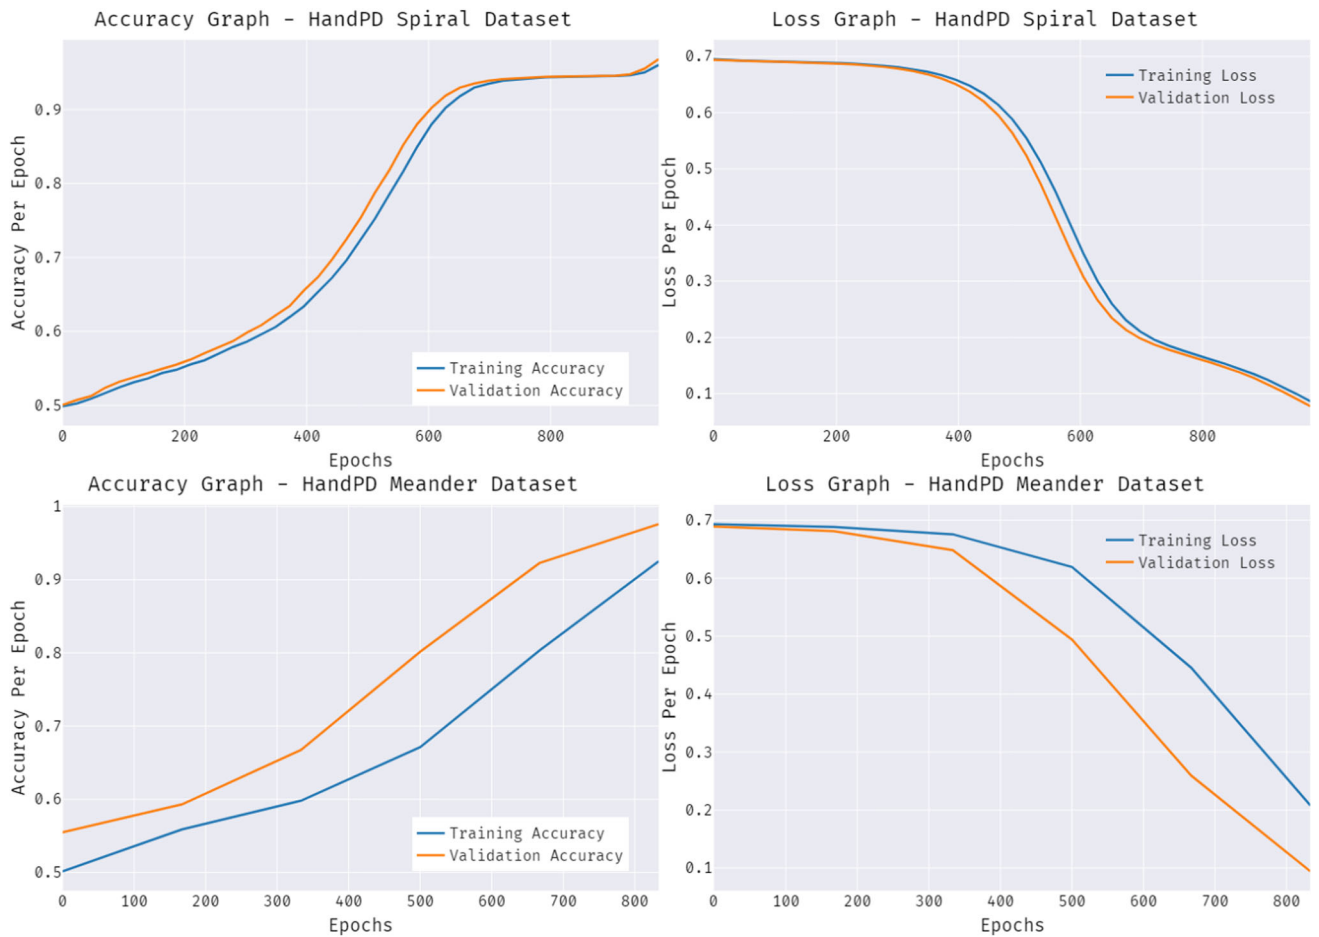 Accuracy Graph - HandPD Spiral Dataset
Accuracy Per Epoch
0.9
0.8
0.7
0.6
0.5
0 200 400 600 800
Epochs
Training Accuracy
Validation Accuracy
Loss Graph - HandPD Spiral Dataset
Loss Per Epoch
0.7
0.6
0.5
0.4
0.3
0.2
0.1
0 200 400 600 800
Epochs
Training Loss
Validation Loss
Accuracy Graph - HandPD Meander Dataset
Accuracy Per Epoch
1
0.9
0.8
0.7
0.6
0.5
0 100 200 300 400 500 600 700 800
Epochs
Training Accuracy
Validation Accuracy
Loss Graph - HandPD Meander Dataset
Loss Per Epoch
0.7
0.6
0.5
0.4
0.3
0.2
0.1
0 100 200 300 400 500 600 700 800
Epochs
Training Loss
Validation Loss